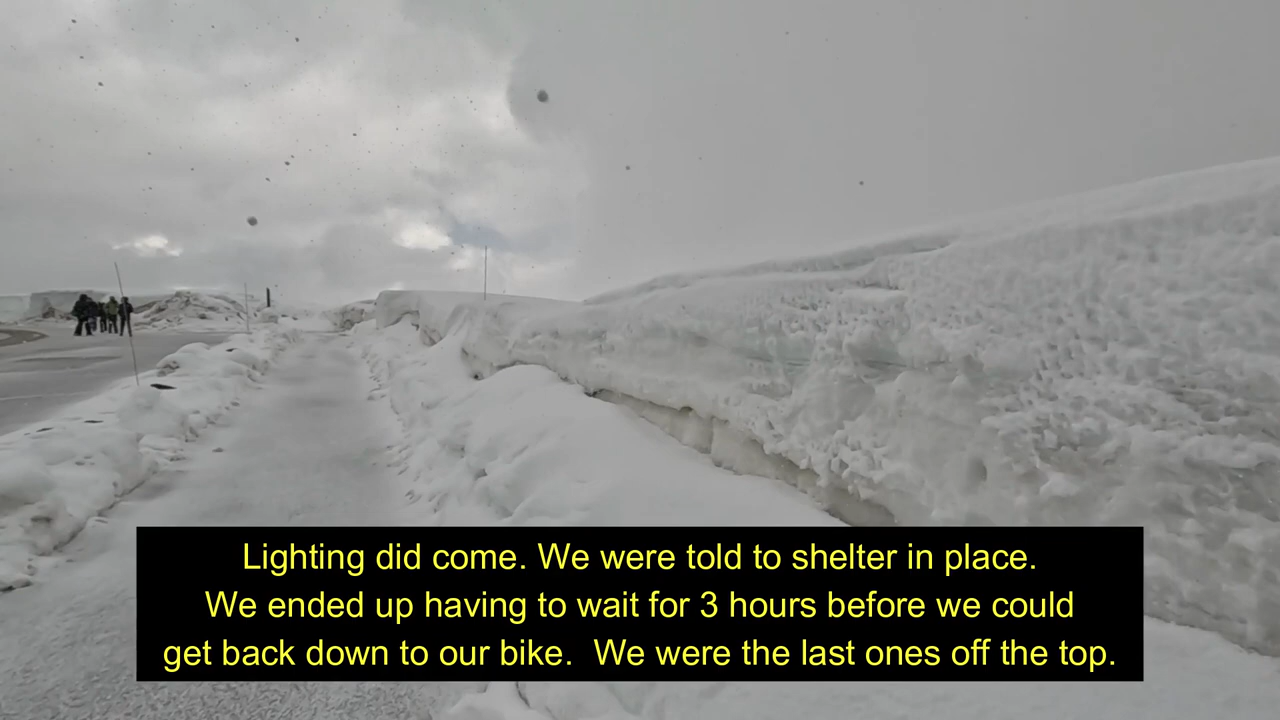 Lighting did come. We were told to shelter in place.
We ended up having to wait for 3 hours before we could
get back down to our bike.  We were the last ones off the top.